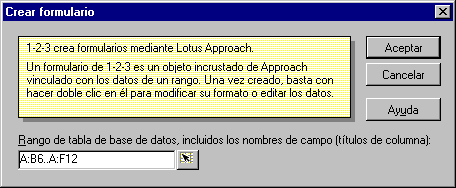 Crear formulario
1-2-3 crea formularios mediante Lotus Approach.
Un formulario de 1-2-3 es un objeto incrustado de Approach
vinculado con los datos de un rango. Una vez creado, basta con
hacer doble clic en él para modificar su formato o editar los datos.
Aceptar
Cancelar
Ayuda
Rango de tabla de base de datos, incluidos los nombres de campo (títulos de columna):
A:B6..A:F12